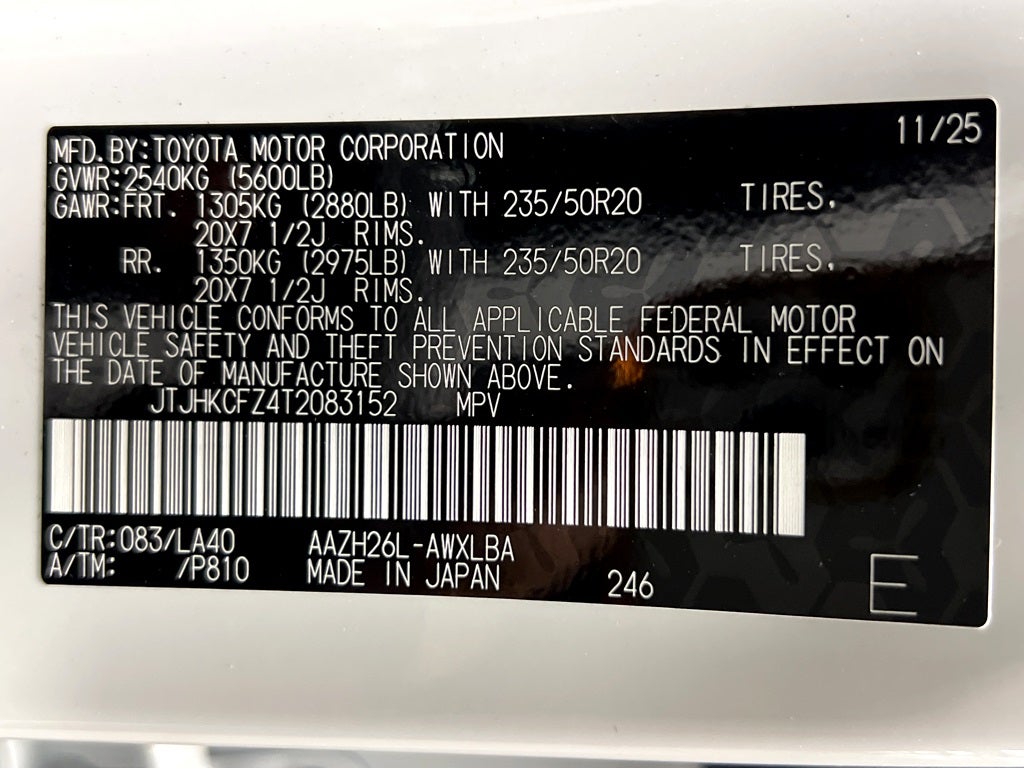 MFD.BY:TOYOTA MOTOR CORPORATION 11/25
GVWR:2540KG (5600LB)
GAWR:FRT. 1305KG (2880LB) WITH 235/50R20 TIRES,
20X7 1/2J RIMS.
RR. 1350KG (2975LB) WITH 235/50R20 TIRES,
20X7 1/2J RIMS.
THIS VEHICLE CONFORMS TO ALL APPLICABLE FEDERAL MOTOR
VEHICLE SAFETY AND THEFT PREVENTION STANDARDS IN EFFECT ON
THE DATE OF MANUFACTURE SHOWN ABOVE.
JTJHKCFZ4T2083152 MPV
C/TR:083/LA40 AAZH26L-AWXLBA
A/TM: /P810 MADE IN JAPAN 246 E